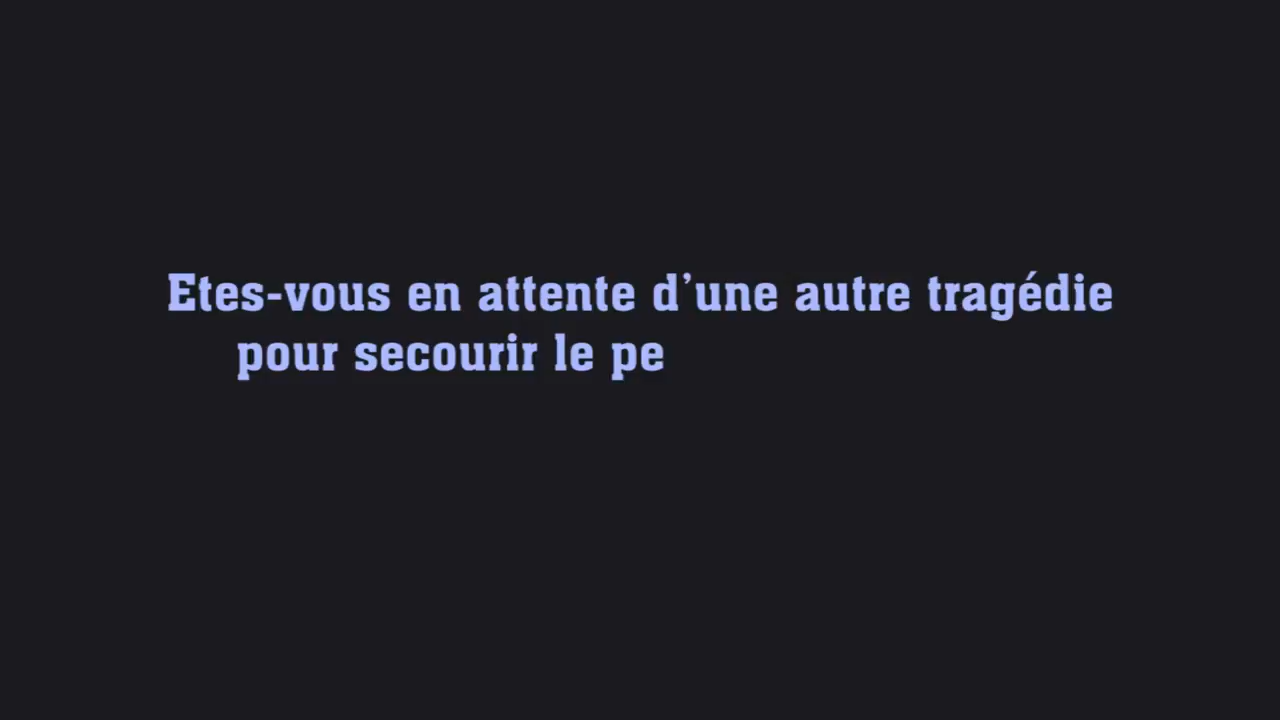 Etes-vous en attente d’une autre tragédie
pour secourir le pe